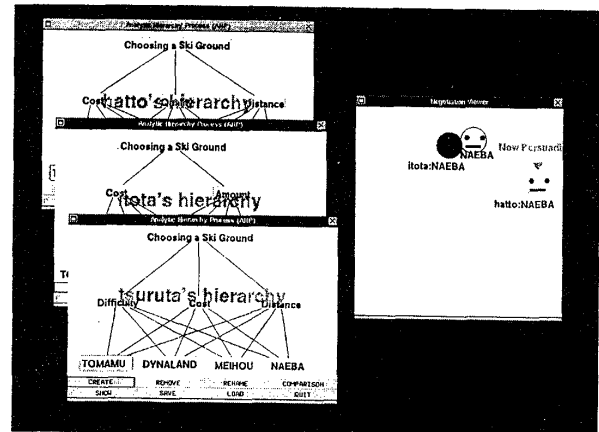 Analytic Hierarchy Process (AHP)
Choosing a Ski Ground
Cost
Distance
hatto's hierarchy
Analytic Hierarchy Process (AHP)
Choosing a Ski Ground
Cost
Amount
itota's hierarchy
Analytic Hierarchy Process (AHP)
Choosing a Ski Ground
tsuruta's hierarchy
Difficulty
Cost
Distance
TOMAMU
DYNALAND
MEIHOU
NAEBA
CREATE
REMOVE
RENAME
COMPARISON
SHOW
SAVE
LOAD
QUIT
Negotiation Viewer
NAEBA
Now Persuadi
itota:NAEBA
hatto:NAEBA